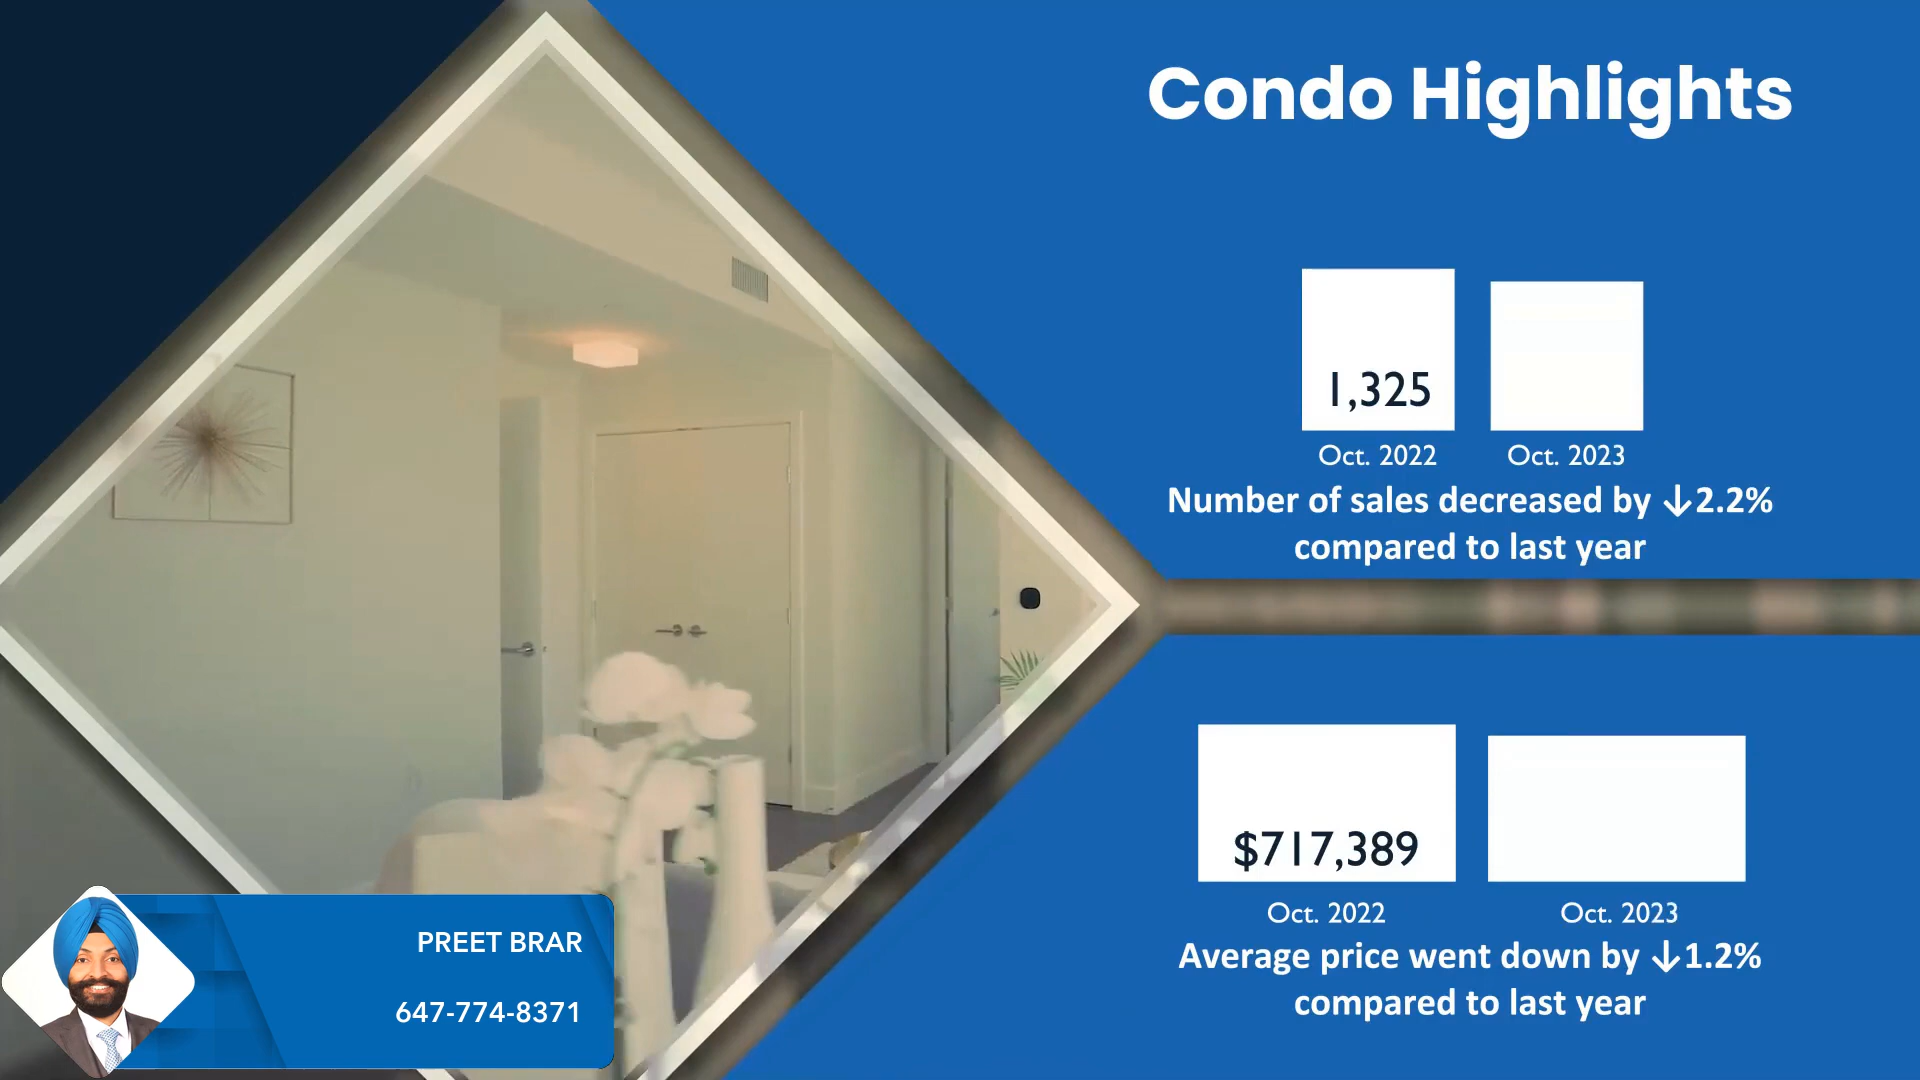 Condo Highlights
1,325
Oct. 2022
Oct. 2023
Number of sales decreased by ↓2.2%
compared to last year
$717,389
Oct. 2022
Oct. 2023
Average price went down by ↓1.2%
compared to last year
PREET BRAR
647-774-8371